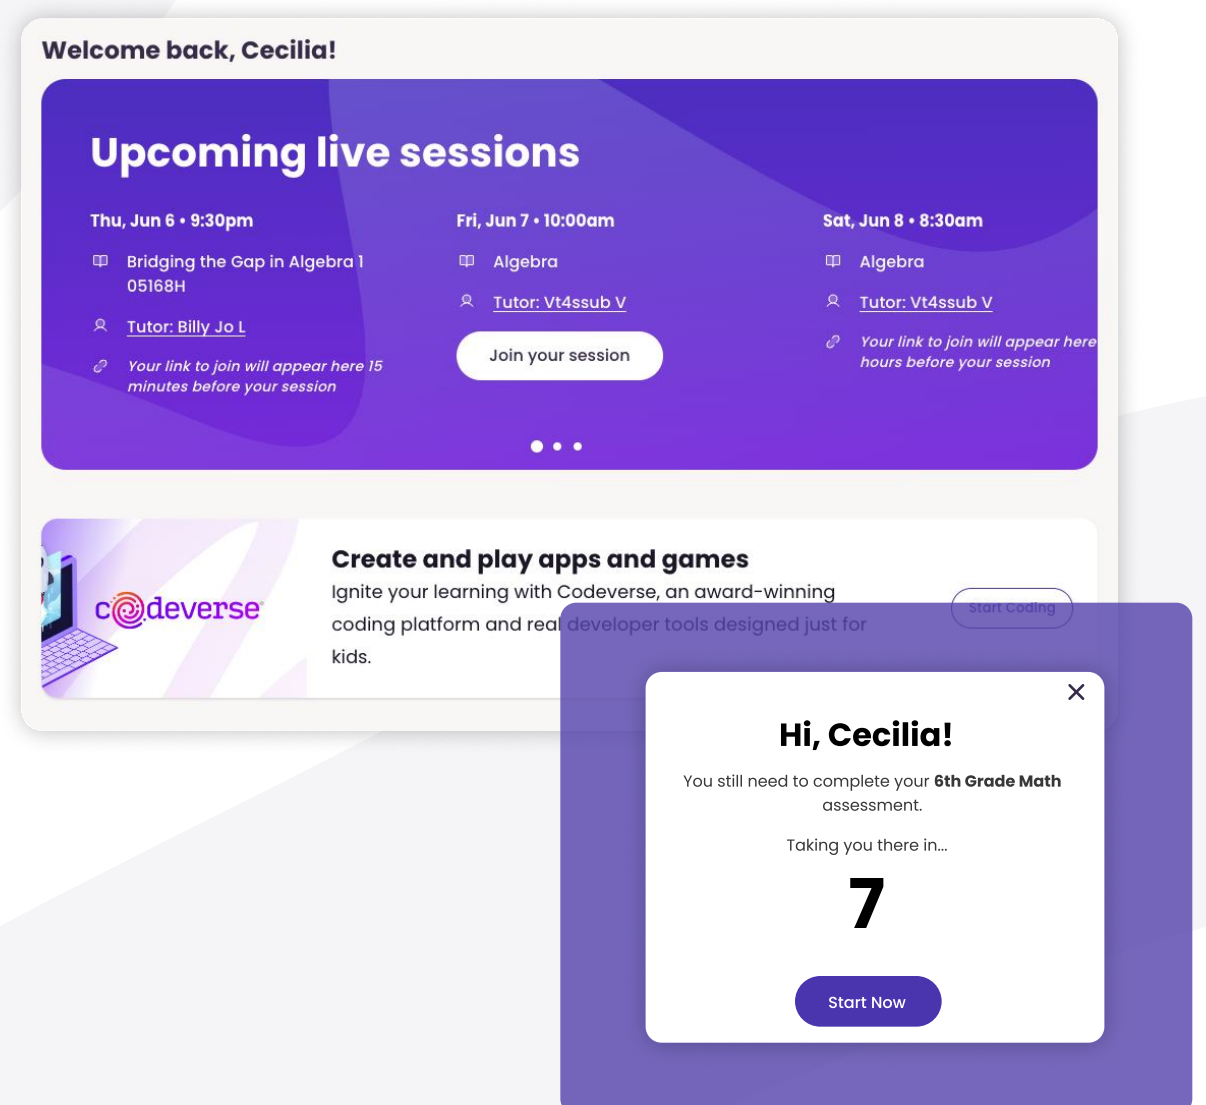 Welcome back, Cecilia!
Upcoming live sessions
Thu, Jun 6 • 9:30pm
Bridging the Gap in Algebra 1
05168H
Tutor: Billy Jo L
Your link to join will appear here 15
minutes before your session
Fri, Jun 7 • 10:00am
Algebra
Tutor: Vt4ssub V
Join your session
Sat, Jun 8 • 8:30am
Algebra
Tutor: Vt4ssub V
Your link to join will appear here
hours before your session
codeverse
Create and play apps and games
Ignite your learning with Codeverse, an award-winning
coding platform and real developer tools designed just for
kids.
Start Coding
Hi, Cecilia!
You still need to complete your 6th Grade Math
assessment.
Taking you there in...
7
Start Now